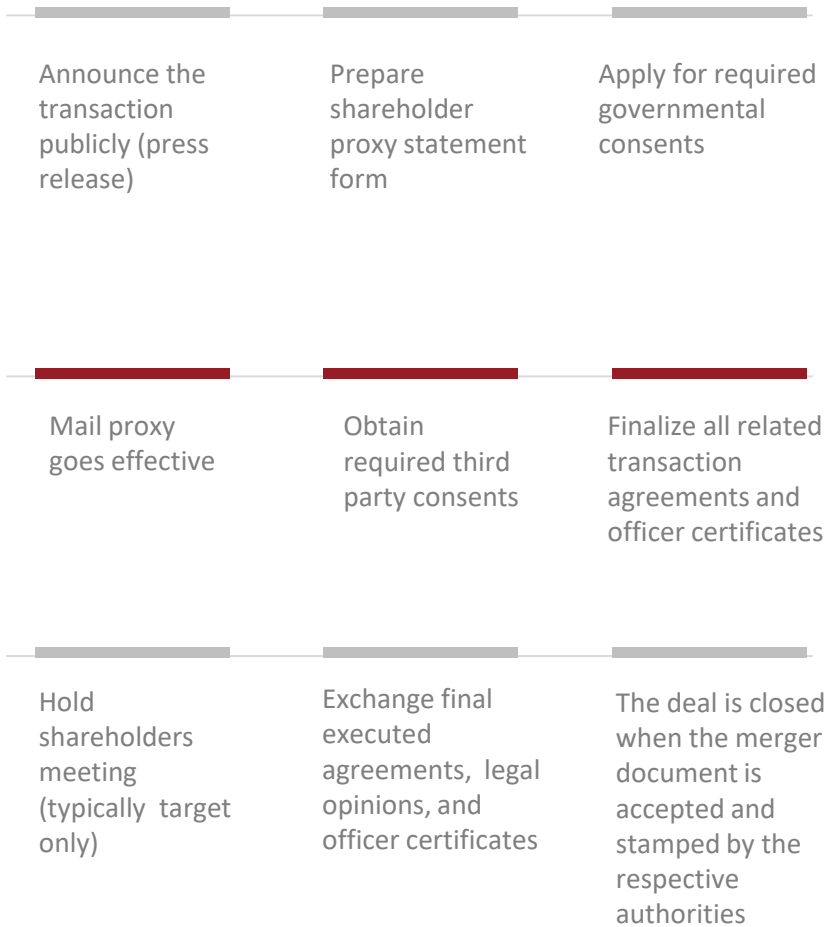 Announce the
transaction
publicly (press
release)
Prepare
shareholder
proxy statement
form
Apply for required
governmental
consents
Mail proxy
goes effective
Obtain
required third
party consents
Finalize all related
transaction
agreements and
officer certificates
Hold
shareholders
meeting
(typically target
only)
Exchange final
executed
agreements, legal
opinions, and
officer certificates
The deal is closed
when the merger
document is
accepted and
stamped by the
respective
authorities